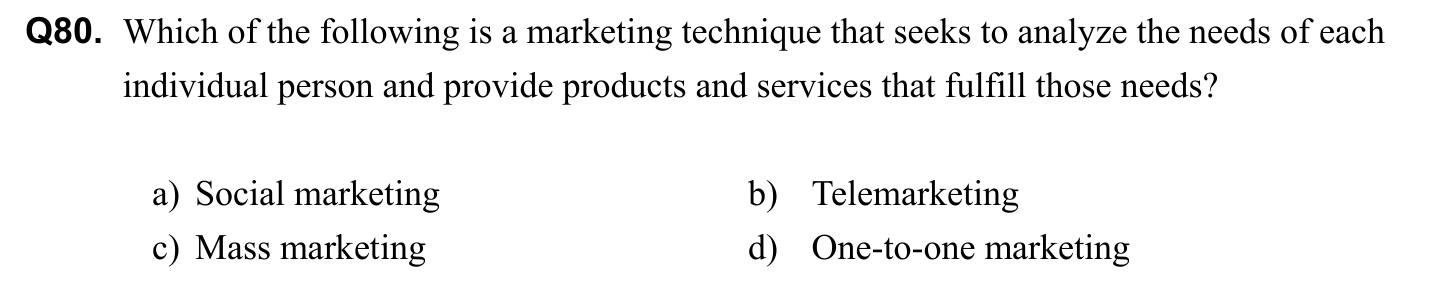 Q80. Which of the following is a marketing technique that seeks to analyze the needs of each
individual person and provide products and services that fulfill those needs?
a) Social marketing b) Telemarketing
c) Mass marketing d) One-to-one marketing